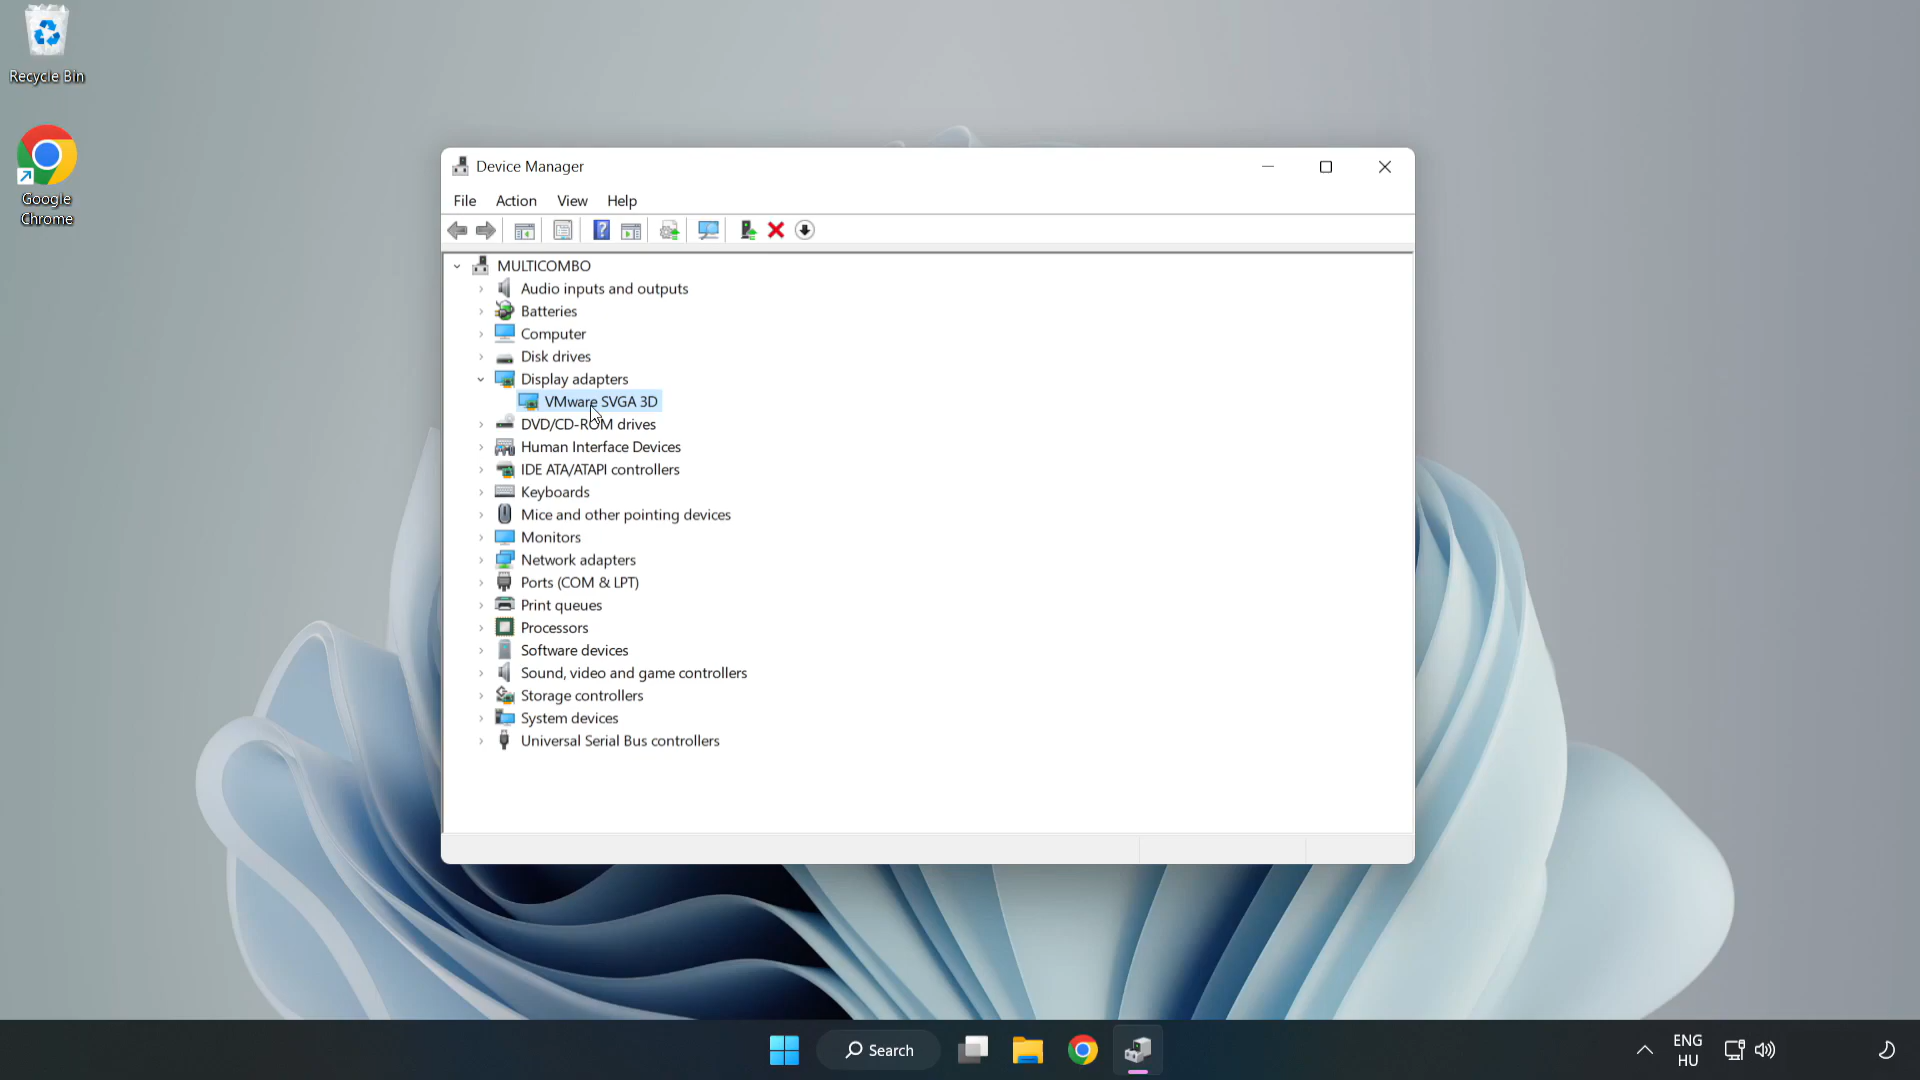 Recycle Bin
Google
Chrome
Device Manager
File Action View Help
MULTICOMBO
Audio inputs and outputs
Batteries
Computer
Disk drives
Display adapters
VMware SVGA 3D
DVD/CD-ROM drives
Human Interface Devices
IDE ATA/ATAPI controllers
Keyboards
Mice and other pointing devices
Monitors
Network adapters
Ports (COM & LPT)
Print queues
Processors
Software devices
Sound, video and game controllers
Storage controllers
System devices
Universal Serial Bus controllers
Search
ENG
HU